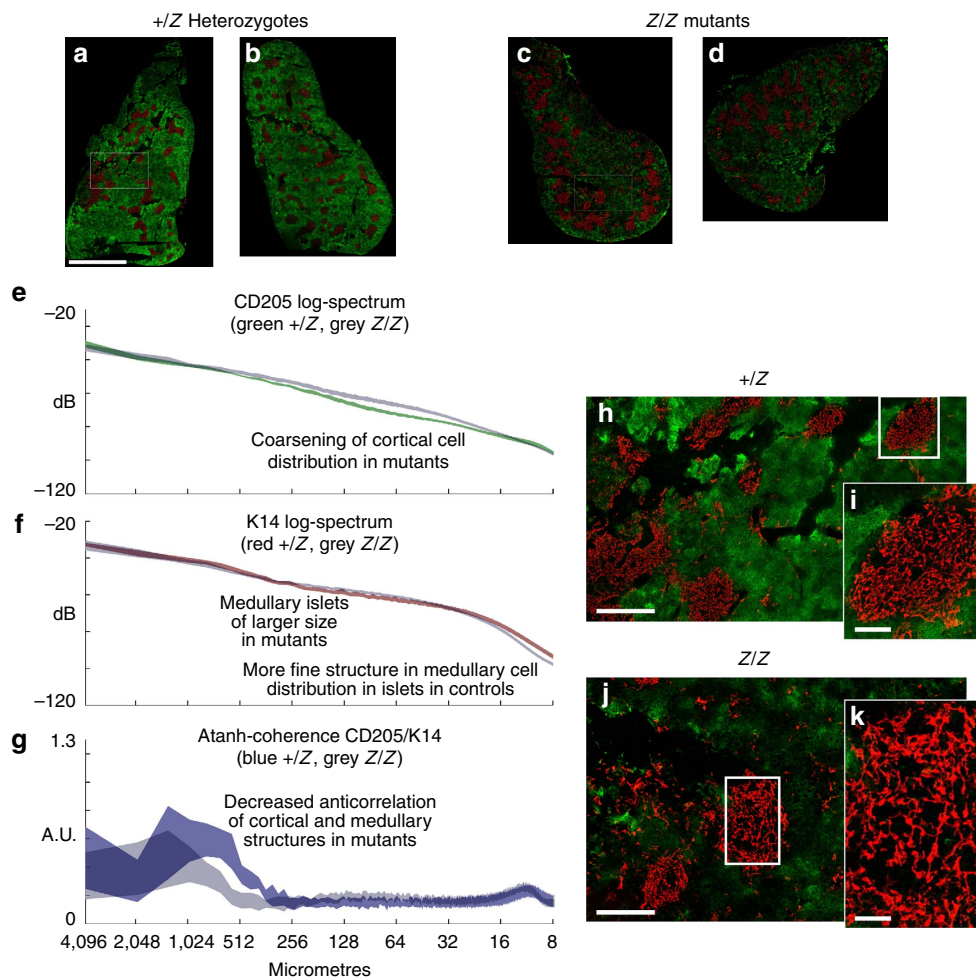 +/Z Heterozygotes
Z/Z mutants
a
b
c
d
e
−20
CD205 log-spectrum
(green +/Z, grey Z/Z)
dB
Coarsening of cortical cell
distribution in mutants
−120
f
−20
K14 log-spectrum
(red +/Z, grey Z/Z)
dB
Medullary islets
of larger size
in mutants
More fine structure in medullary cell
distribution in islets in controls
−120
g
1.3
Atanh-coherence CD205/K14
(blue +/Z, grey Z/Z)
Decreased anticorrelation
of cortical and medullary
structures in mutants
A.U.
0
4,096 2,048 1,024 512 256 128 64 32 16 8
Micrometres
+/Z
h
i
Z/Z
j
k